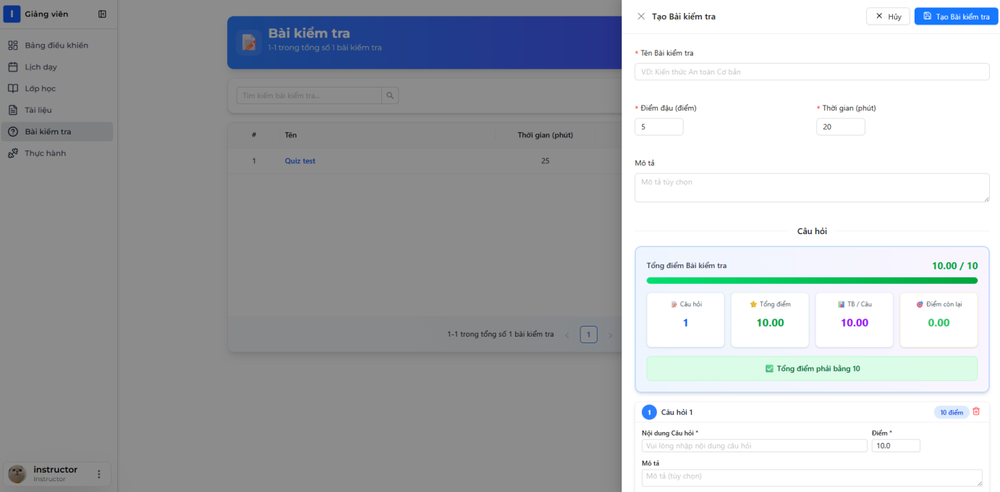 I Giảng viên
Bảng điều khiển
Lịch dạy
Lớp học
Tài liệu
Bài kiểm tra
Thực hành
instructor
Instructor
Bài kiểm tra
1-1 trong tổng số 1 bài kiểm tra
Tìm kiếm bài kiểm tra...
# Tên Thời gian (phút)
1 Quiz test 25
1-1 trong tổng số 1 bài kiểm tra < 1 >
Tạo Bài kiểm tra Hủy Tạo Bài kiểm tra
* Tên Bài kiểm tra
VD: Kiến thức An toàn Cơ bản
* Điểm đậu (điểm) * Thời gian (phút)
5 20
Mô tả
Mô tả tùy chọn
Câu hỏi
Tổng điểm Bài kiểm tra 10.00 / 10
Câu hỏi Tổng điểm TB / Câu Điểm còn lại
1 10.00 10.00 0.00
Tổng điểm phải bằng 10
1 Câu hỏi 1 10 điểm
Nội dung Câu hỏi * Điểm *
Vui lòng nhập nội dung câu hỏi 10.0
Mô tả
Mô tả (tùy chọn)